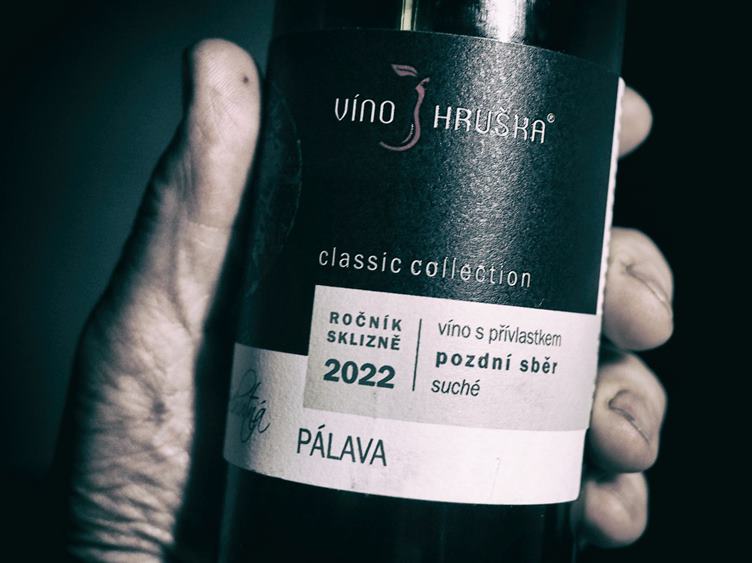 VÍNO HRUŠKA®
classic collection
ROČNÍK
SKLIZNĚ
2022
víno s přívlastkem
pozdní sběr
suché
PÁLAVA